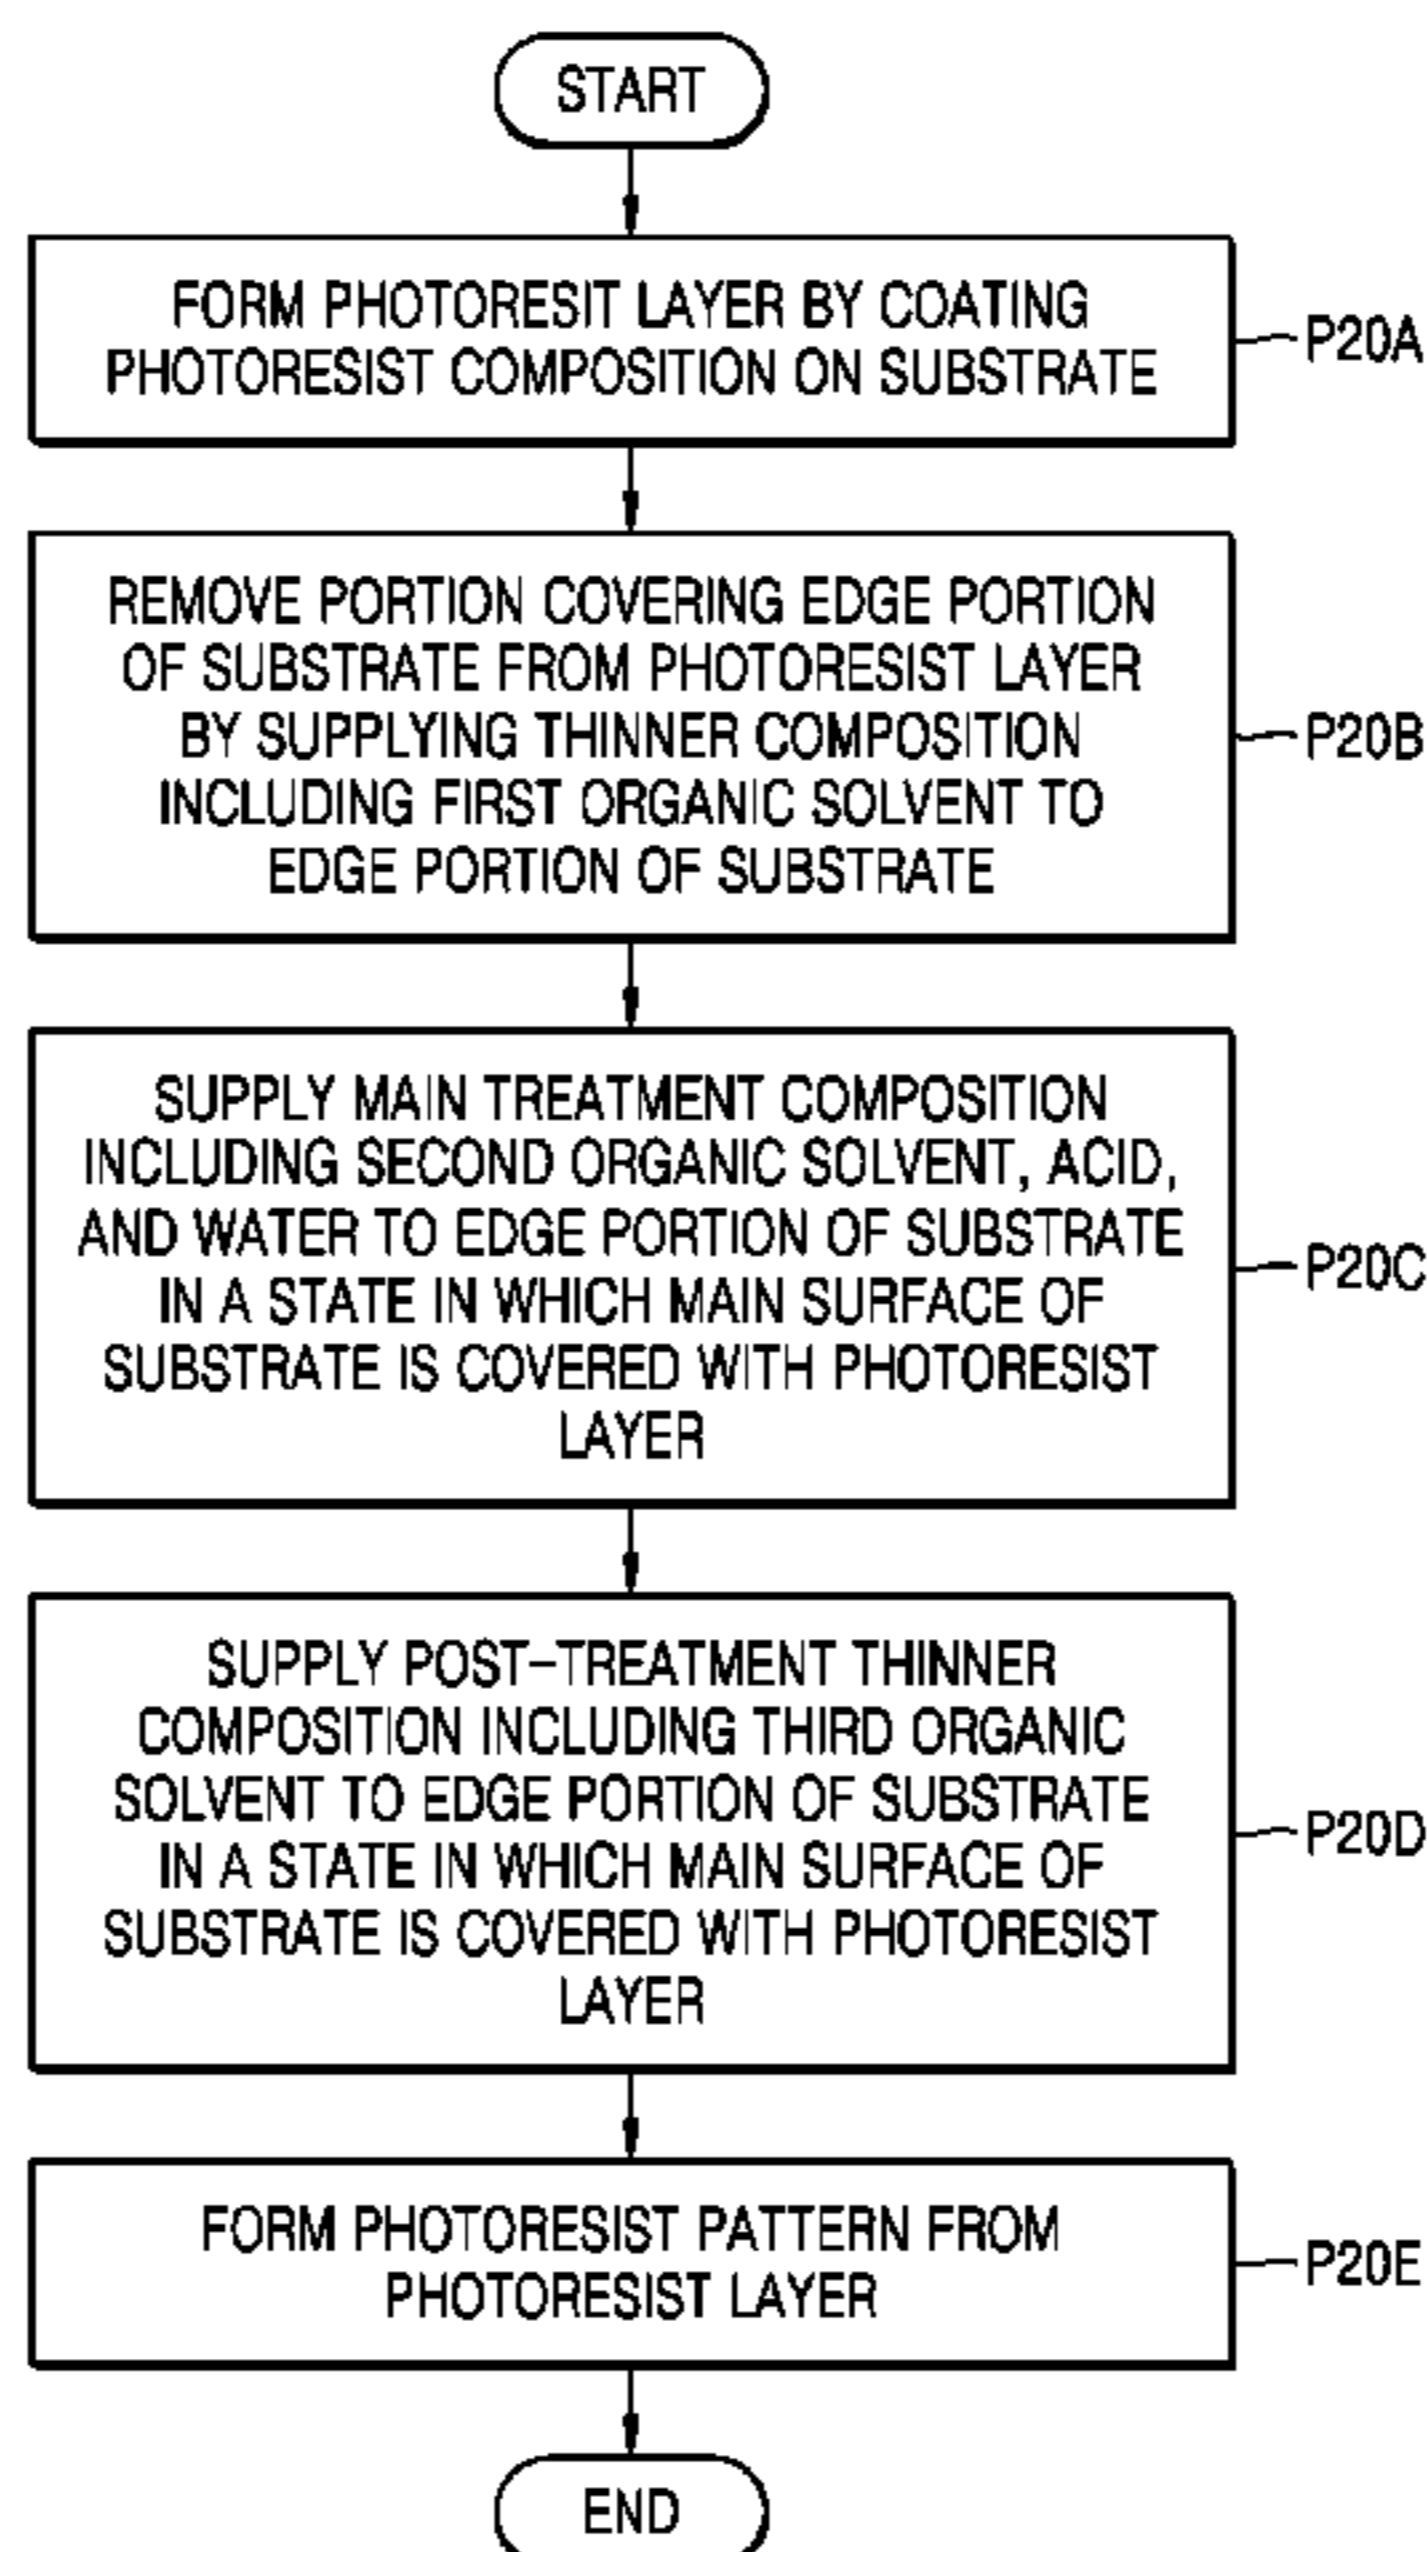 START
FORM PHOTORESIT LAYER BY COATING
PHOTORESIST COMPOSITION ON SUBSTRATE
P20A
REMOVE PORTION COVERING EDGE PORTION
OF SUBSTRATE FROM PHOTORESIST LAYER
BY SUPPLYING THINNER COMPOSITION
INCLUDING FIRST ORGANIC SOLVENT TO
EDGE PORTION OF SUBSTRATE
P20B
SUPPLY MAIN TREATMENT COMPOSITION
INCLUDING SECOND ORGANIC SOLVENT, ACID,
AND WATER TO EDGE PORTION OF SUBSTRATE
IN A STATE IN WHICH MAIN SURFACE OF
SUBSTRATE IS COVERED WITH PHOTORESIST
LAYER
P20C
SUPPLY POST-TREATMENT THINNER
COMPOSITION INCLUDING THIRD ORGANIC
SOLVENT TO EDGE PORTION OF SUBSTRATE
IN A STATE IN WHICH MAIN SURFACE OF
SUBSTRATE IS COVERED WITH PHOTORESIST
LAYER
P20D
FORM PHOTORESIST PATTERN FROM
PHOTORESIST LAYER
P20E
END